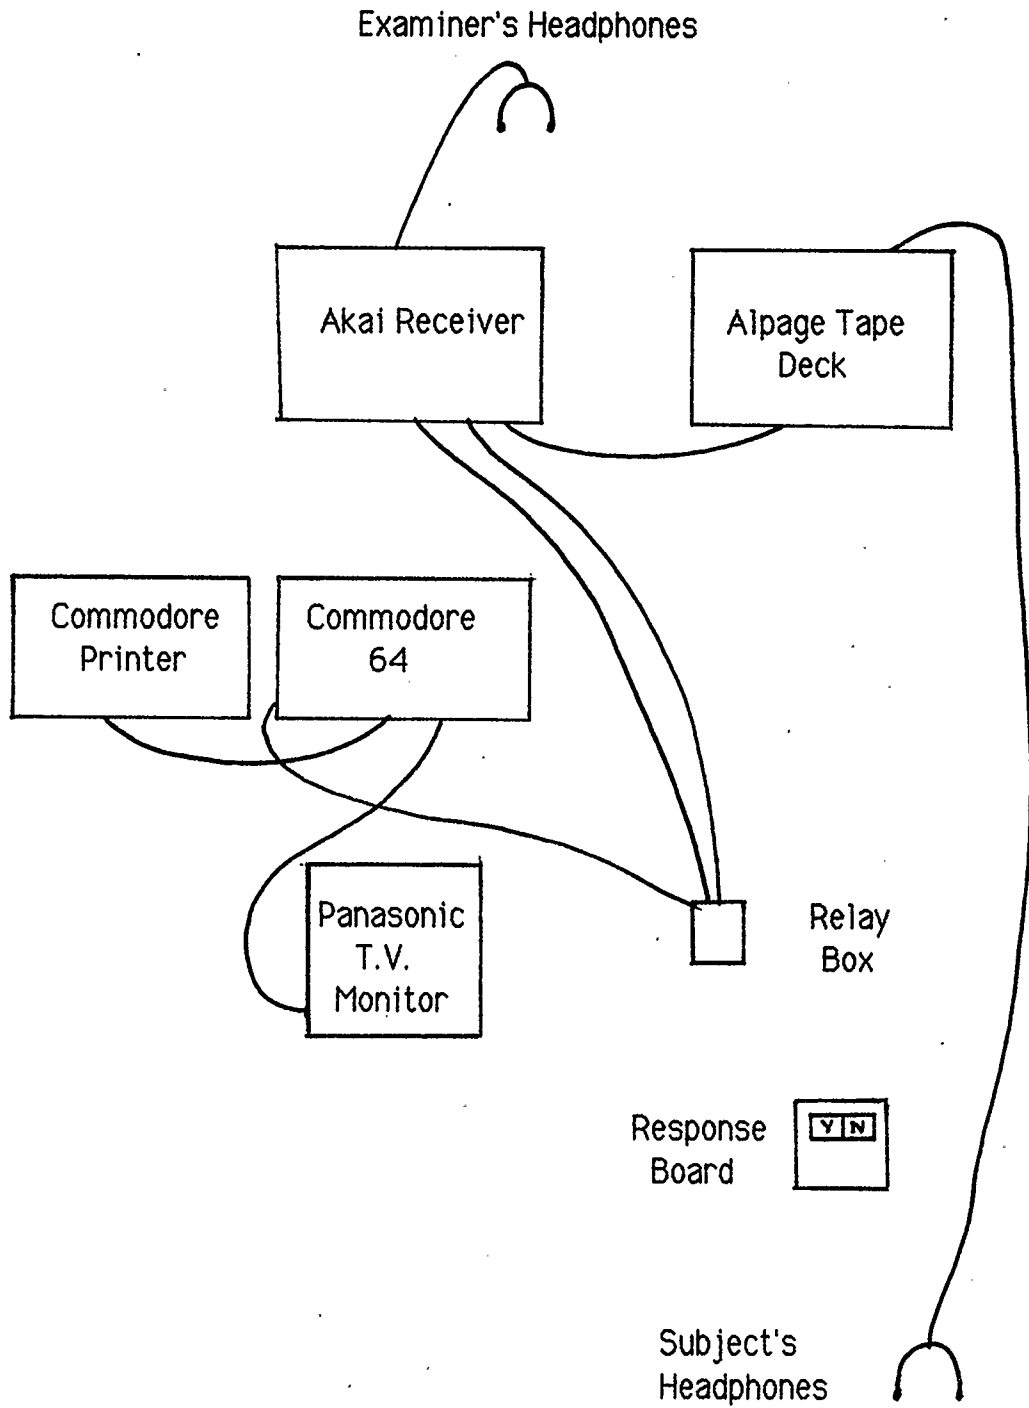 Examiner's Headphones
Akai Receiver
Alpage Tape
Deck
Commodore
Printer
Commodore
64
Panasonic
T.V.
Monitor
Relay
Box
Response
Board
Y N
Subject's
Headphones